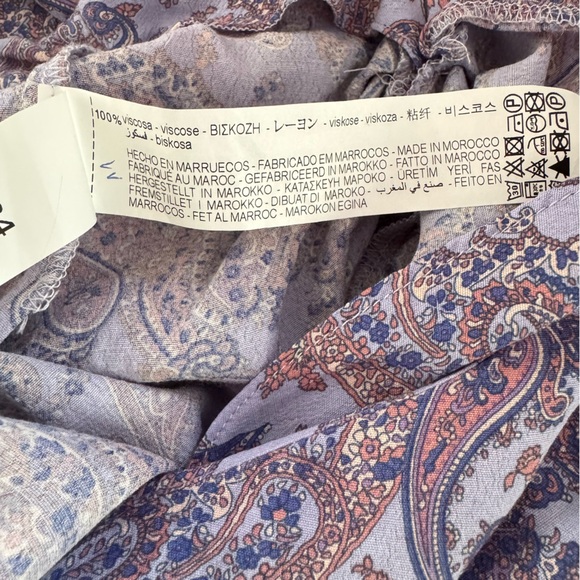 100% viscosa - viscose - ΒΙΣΚΟΖΗ - レーヨン - viskose - viskoza - 粘纤 - 비스코스
فسكوز - biskosa
HECHO EN MARRUECOS - FABRICADO EM MARROCOS - MADE IN MOROCCO
FABRIQUÉ AU MAROC - GEFABRICEERD IN MAROKKO - FATTO IN MAROCCO
HERGESTELLT IN MAROKKO - ΚΑΤΑΣΚΕΥΗ ΜΑΡΟΚΟ - ÜRETİM YERİ FAS
FREMSTILLET I MAROKKO - DIBUAT DI MAROKO - صنع في المغرب - FEITO EN
MARROCOS - FET AL MARROC - MAROKON EGINA